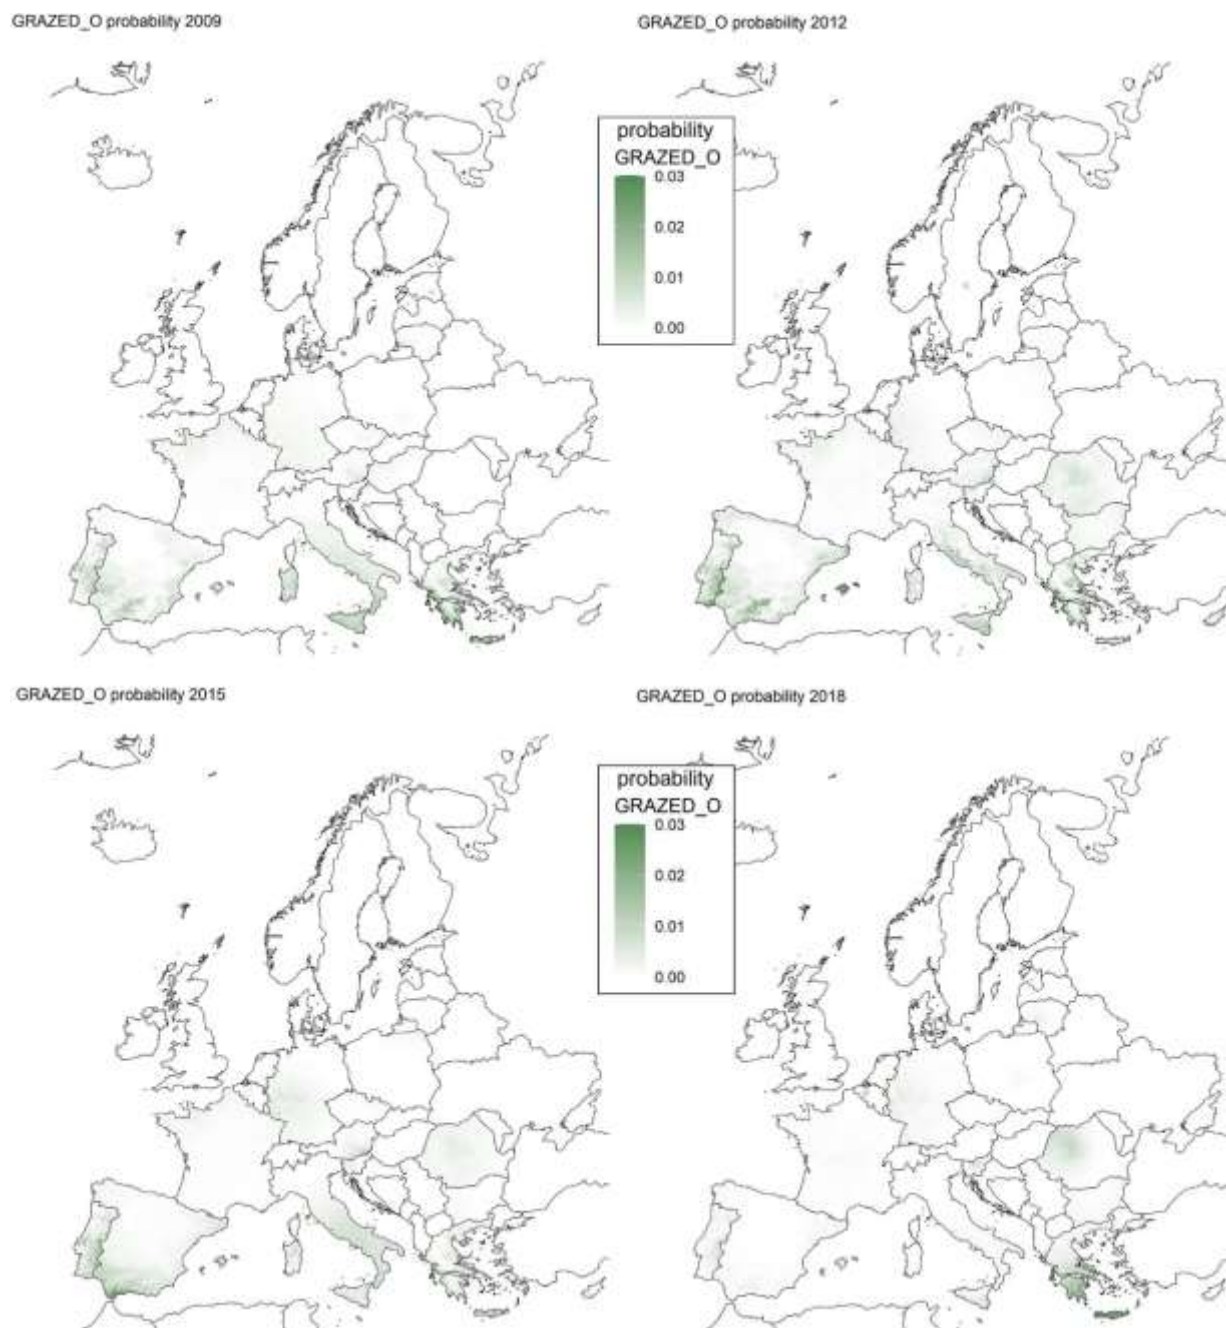 GRAZED_O probability 2009
GRAZED_O probability 2012
probability
GRAZED_O
0.03
0.02
0.01
0.00
GRAZED_O probability 2015
GRAZED_O probability 2018
probability
GRAZED_O
0.03
0.02
0.01
0.00